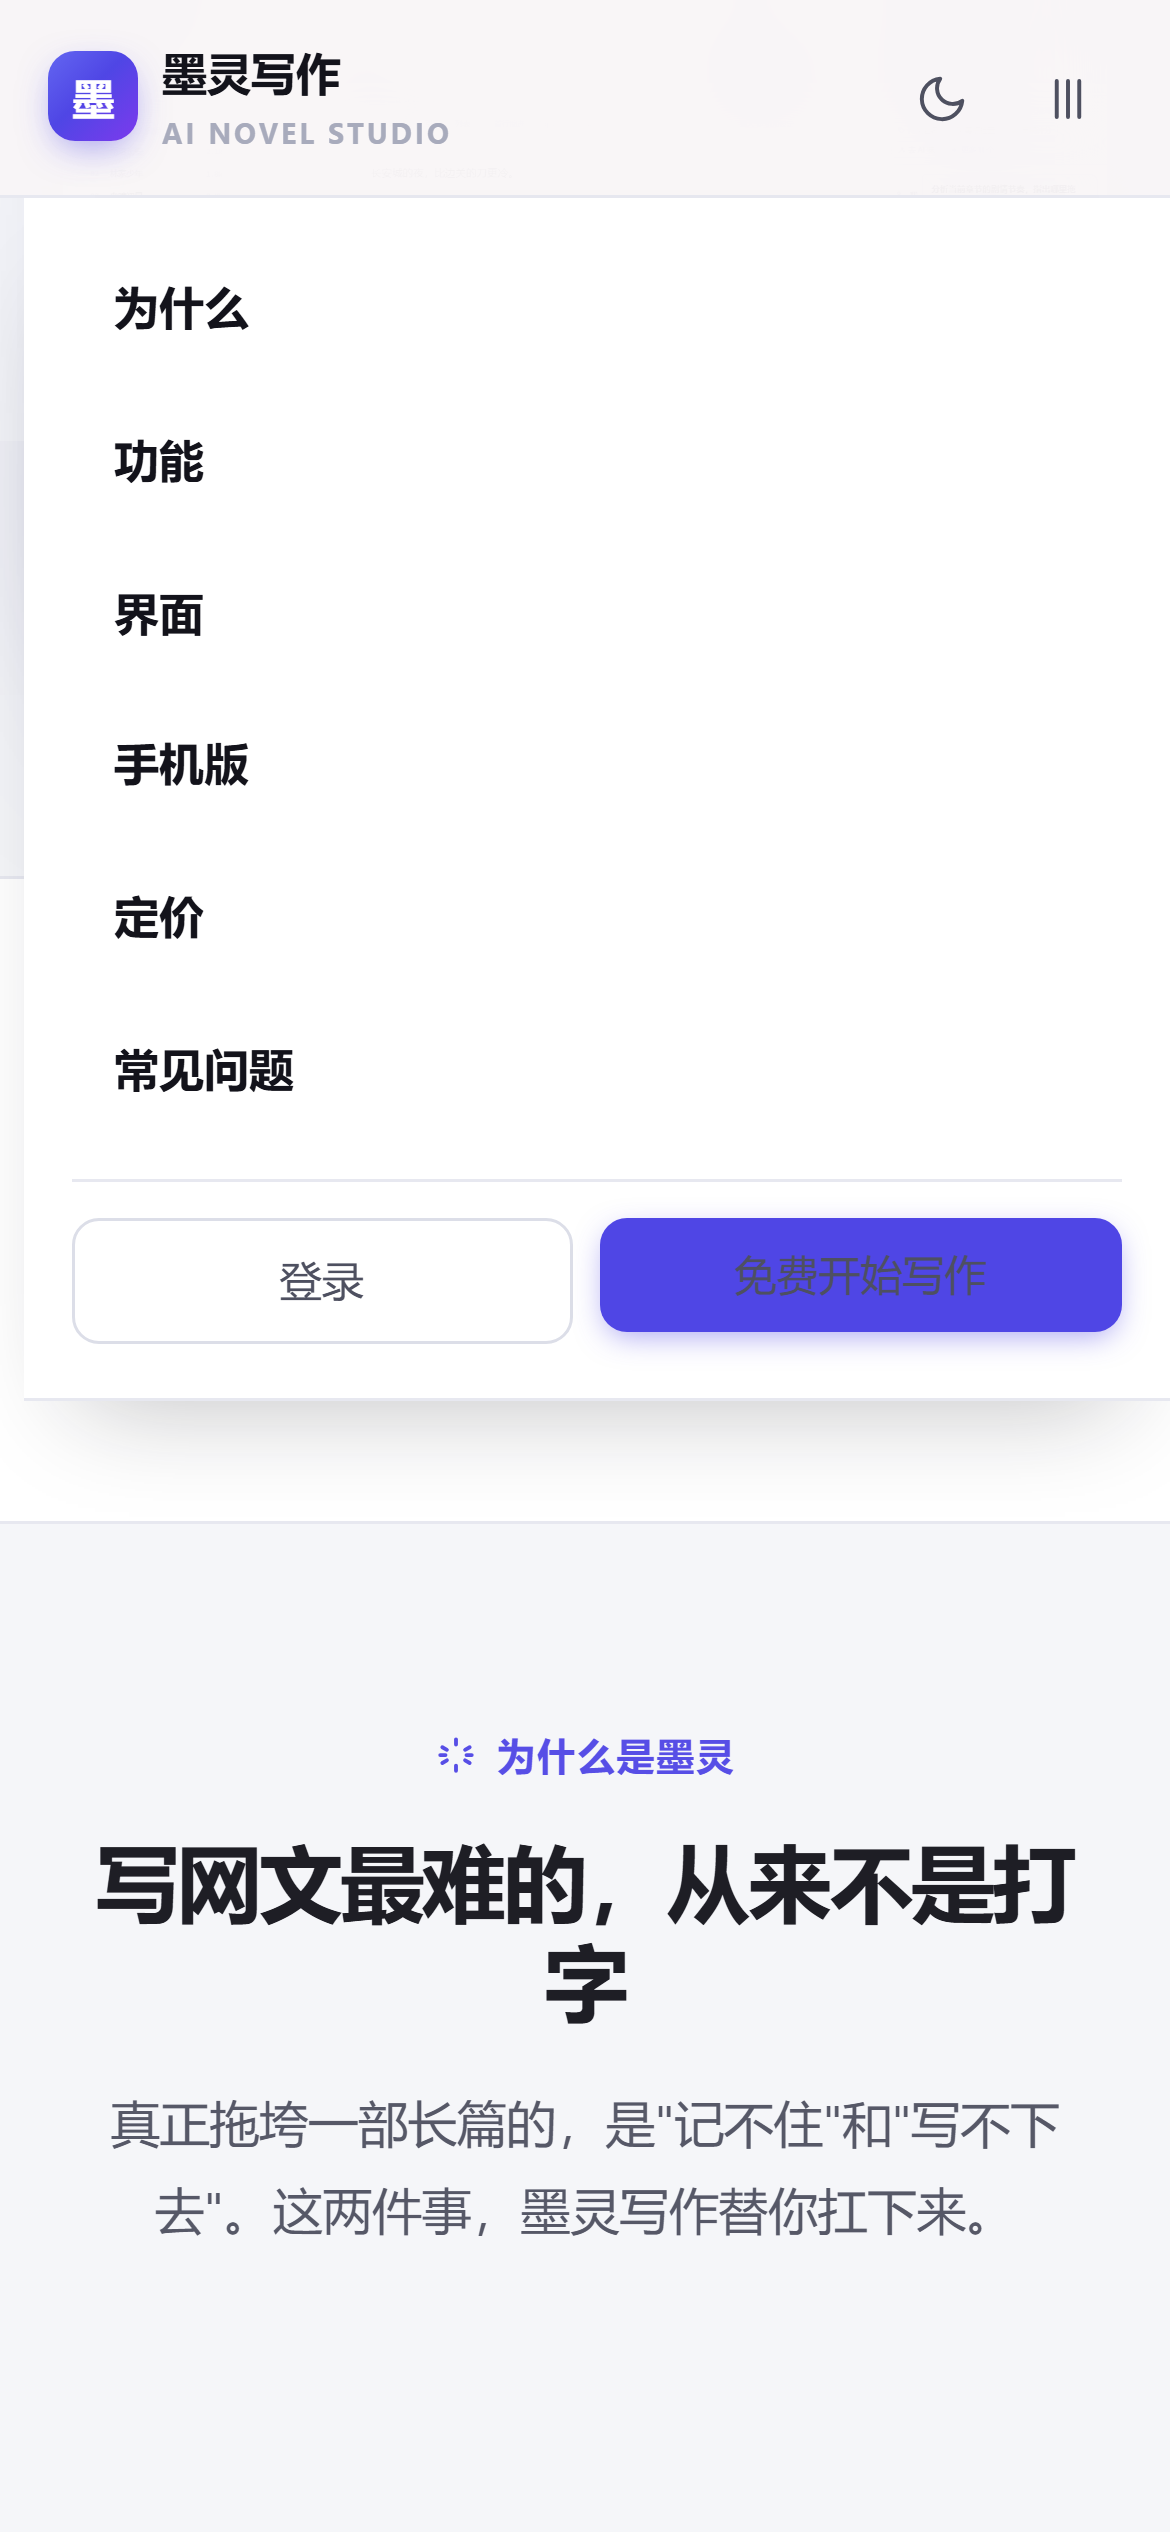 墨
墨灵写作
AI NOVEL STUDIO
为什么
功能
界面
手机版
定价
常见问题
登录
免费开始写作
为什么是墨灵
写网文最难的，从来不是打
字
真正拖垮一部长篇的，是"记不住"和"写不下
去"。这两件事，墨灵写作替你扛下来。